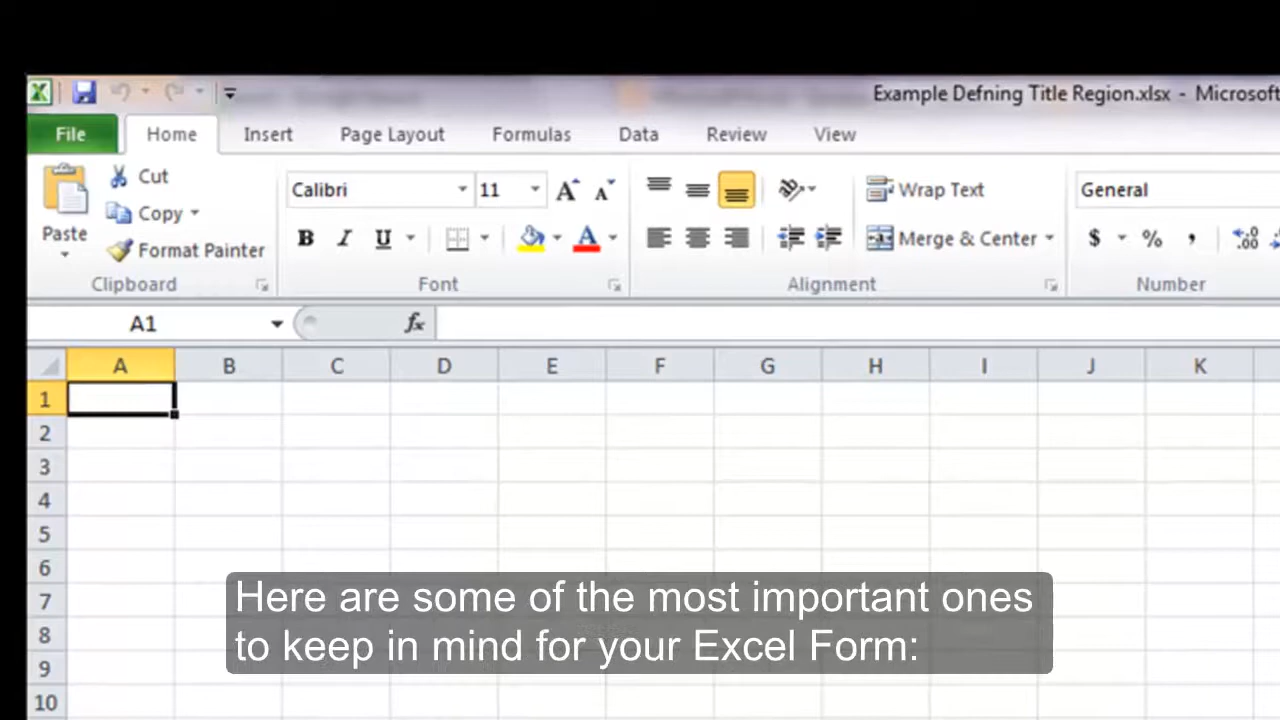 Example Defning Title Region.xlsx - Microsoft
File Home Insert Page Layout Formulas Data Review View
Cut
Calibri 11 Wrap Text General
Copy
Paste B I U Merge & Center $ % ,
Format Painter
Clipboard Font Alignment Number
A1 fx
A B C D E F G H I J K
1
2
3
4
5
6
7
8
9
10
Here are some of the most important ones
to keep in mind for your Excel Form: